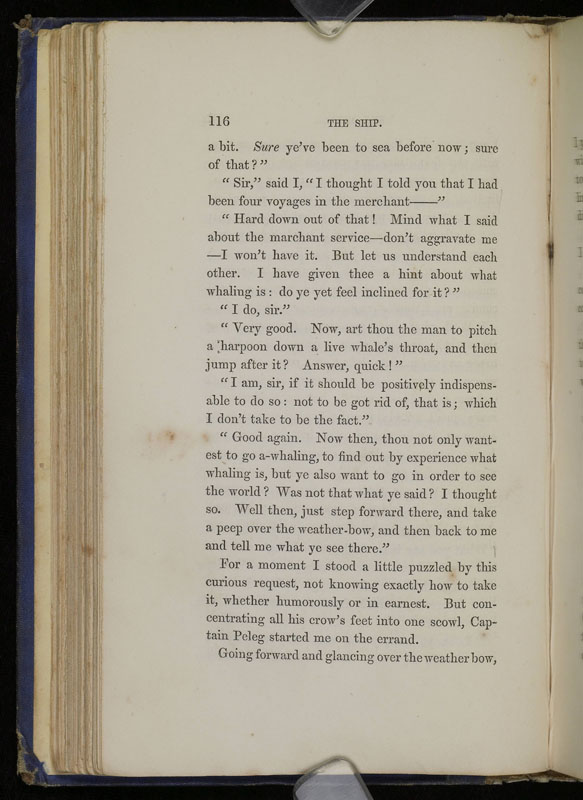 116 THE SHIP.
a bit. Sure ye've been to sea before now; sure
of that?"
"Sir," said I, "I thought I told you that I had
been four voyages in the merchant——"
"Hard down out of that! Mind what I said
about the marchant service—don't aggravate me
—I won't have it. But let us understand each
other. I have given thee a hint about what
whaling is: do ye yet feel inclined for it?"
"I do, sir."
"Very good. Now, art thou the man to pitch
a harpoon down a live whale's throat, and then
jump after it? Answer, quick!"
"I am, sir, if it should be positively indispens-
able to do so: not to be got rid of, that is; which
I don't take to be the fact."
"Good again. Now then, thou not only want-
est to go a-whaling, to find out by experience what
whaling is, but ye also want to go in order to see
the world? Was not that what ye said? I thought
so. Well then, just step forward there, and take
a peep over the weather-bow, and then back to me
and tell me what ye see there."
For a moment I stood a little puzzled by this
curious request, not knowing exactly how to take
it, whether humorously or in earnest. But con-
centrating all his crow's feet into one scowl, Cap-
tain Peleg started me on the errand.
Going forward and glancing over the weather bow,